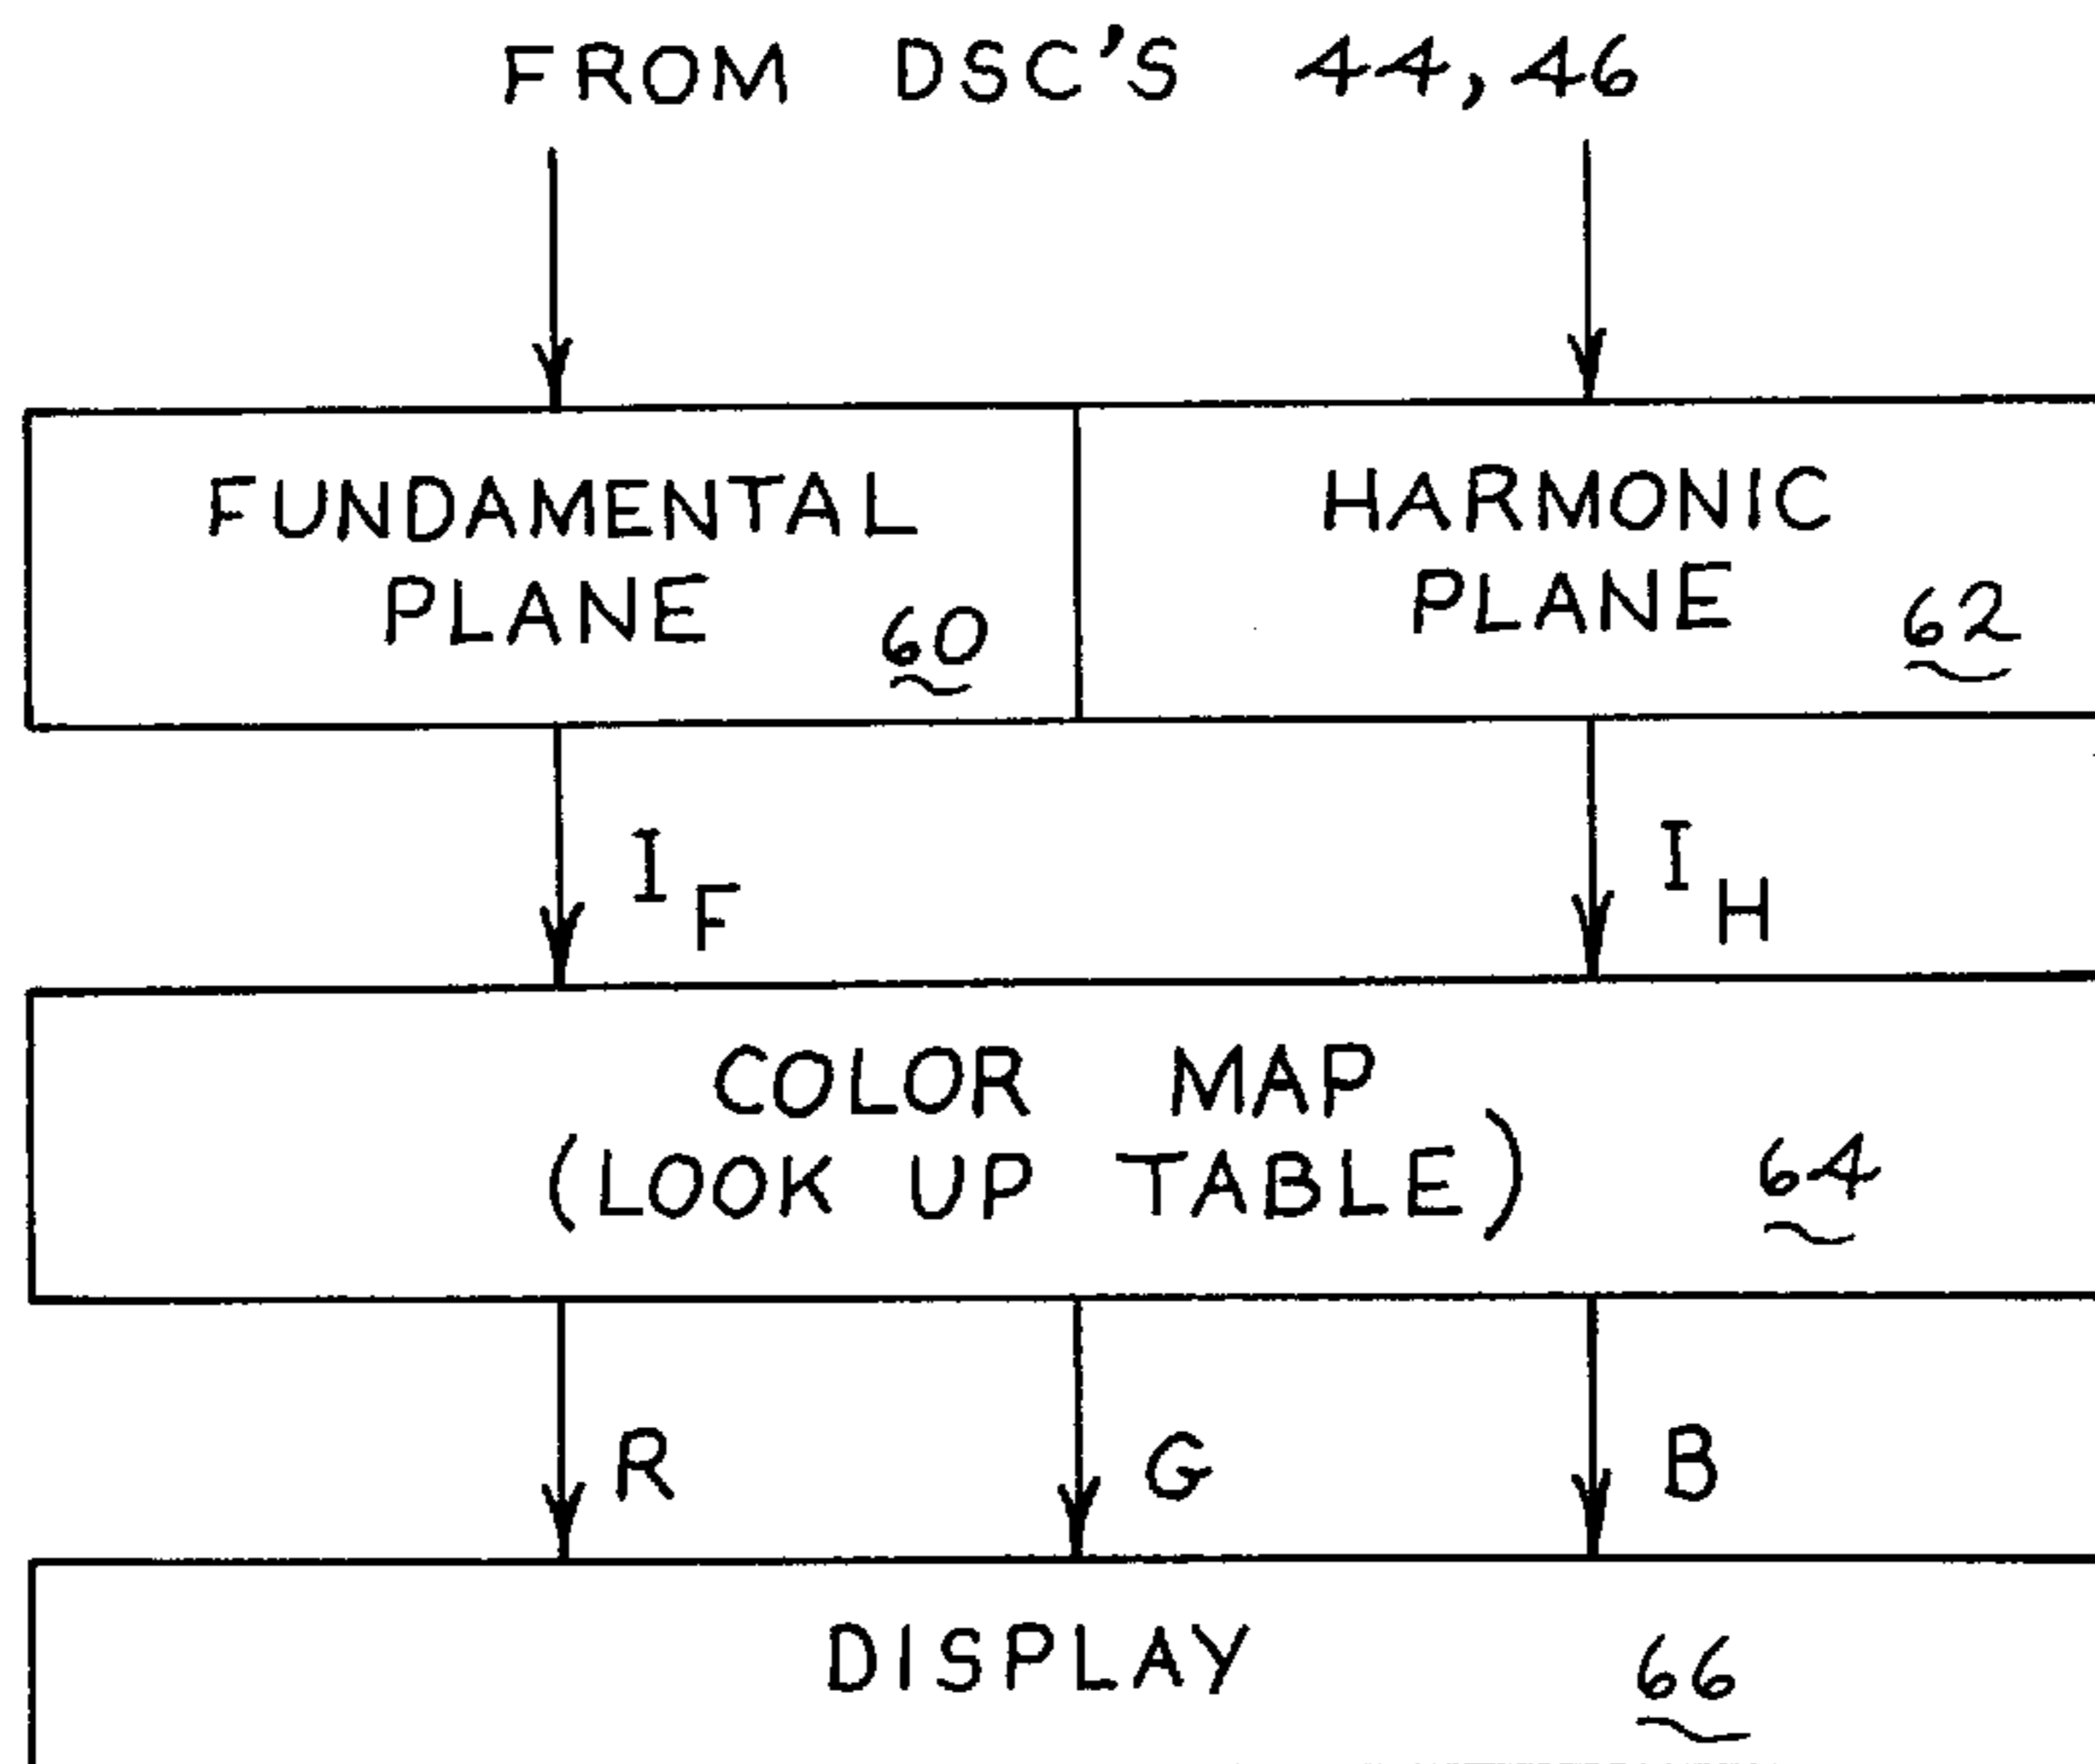 FROM DSC'S 44,46
FUNDAMENTAL
PLANE 60
HARMONIC
PLANE 62
I F
I H
COLOR MAP
(LOOK UP TABLE) 64
R G B
DISPLAY 66